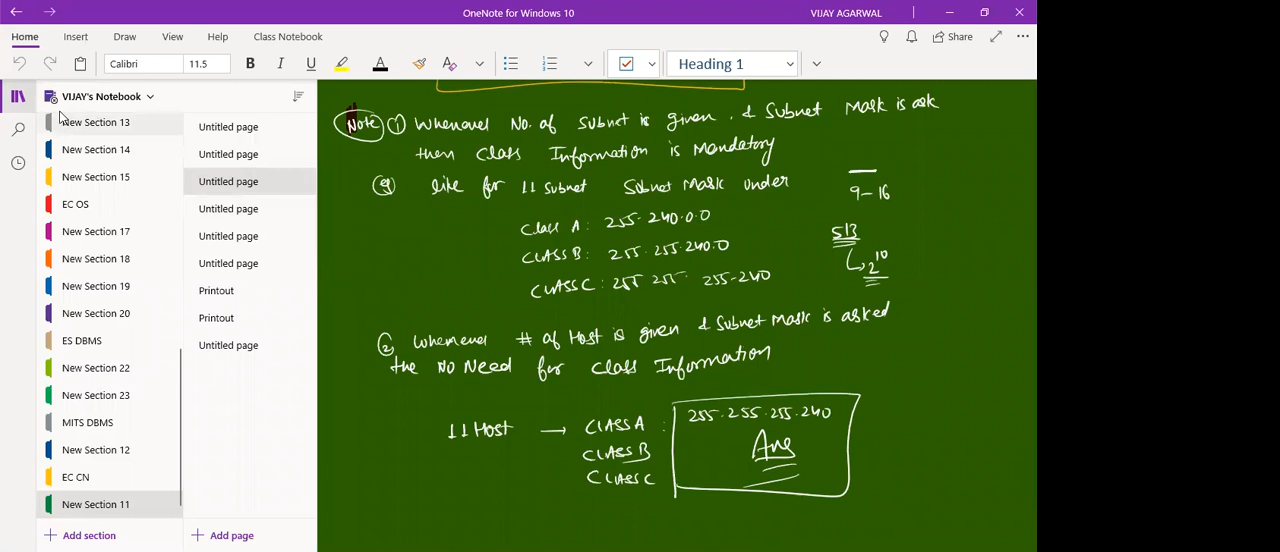 OneNote for Windows 10
VIJAY AGARWAL
Home Insert Draw View Help Class Notebook
Share
Calibri 11.5 B I U A Heading 1
VIJAY's Notebook
New Section 13
New Section 14
New Section 15
EC OS
New Section 17
New Section 18
New Section 19
New Section 20
ES DBMS
New Section 22
New Section 23
MITS DBMS
New Section 12
EC CN
New Section 11
Add section
Untitled page
Untitled page
Untitled page
Untitled page
Untitled page
Untitled page
Printout
Printout
Untitled page
Add page
Note ① Whenever No. of Subnet is given & Subnet Mask is ask
then Class Information is Mandatory
eg like for 11 subnet Subnet Mask under
Class A: 255.240.0.0
CLASS B: 255.255.240.0
CLASS C: 255.255.255.240
9-16
513
2^10
② Whenever # of Host is given & Subnet Mask is asked
the No Need for Class Information
11 Host → CLASS A :
CLASS B
CLASS C
255.255.255.240
Ans